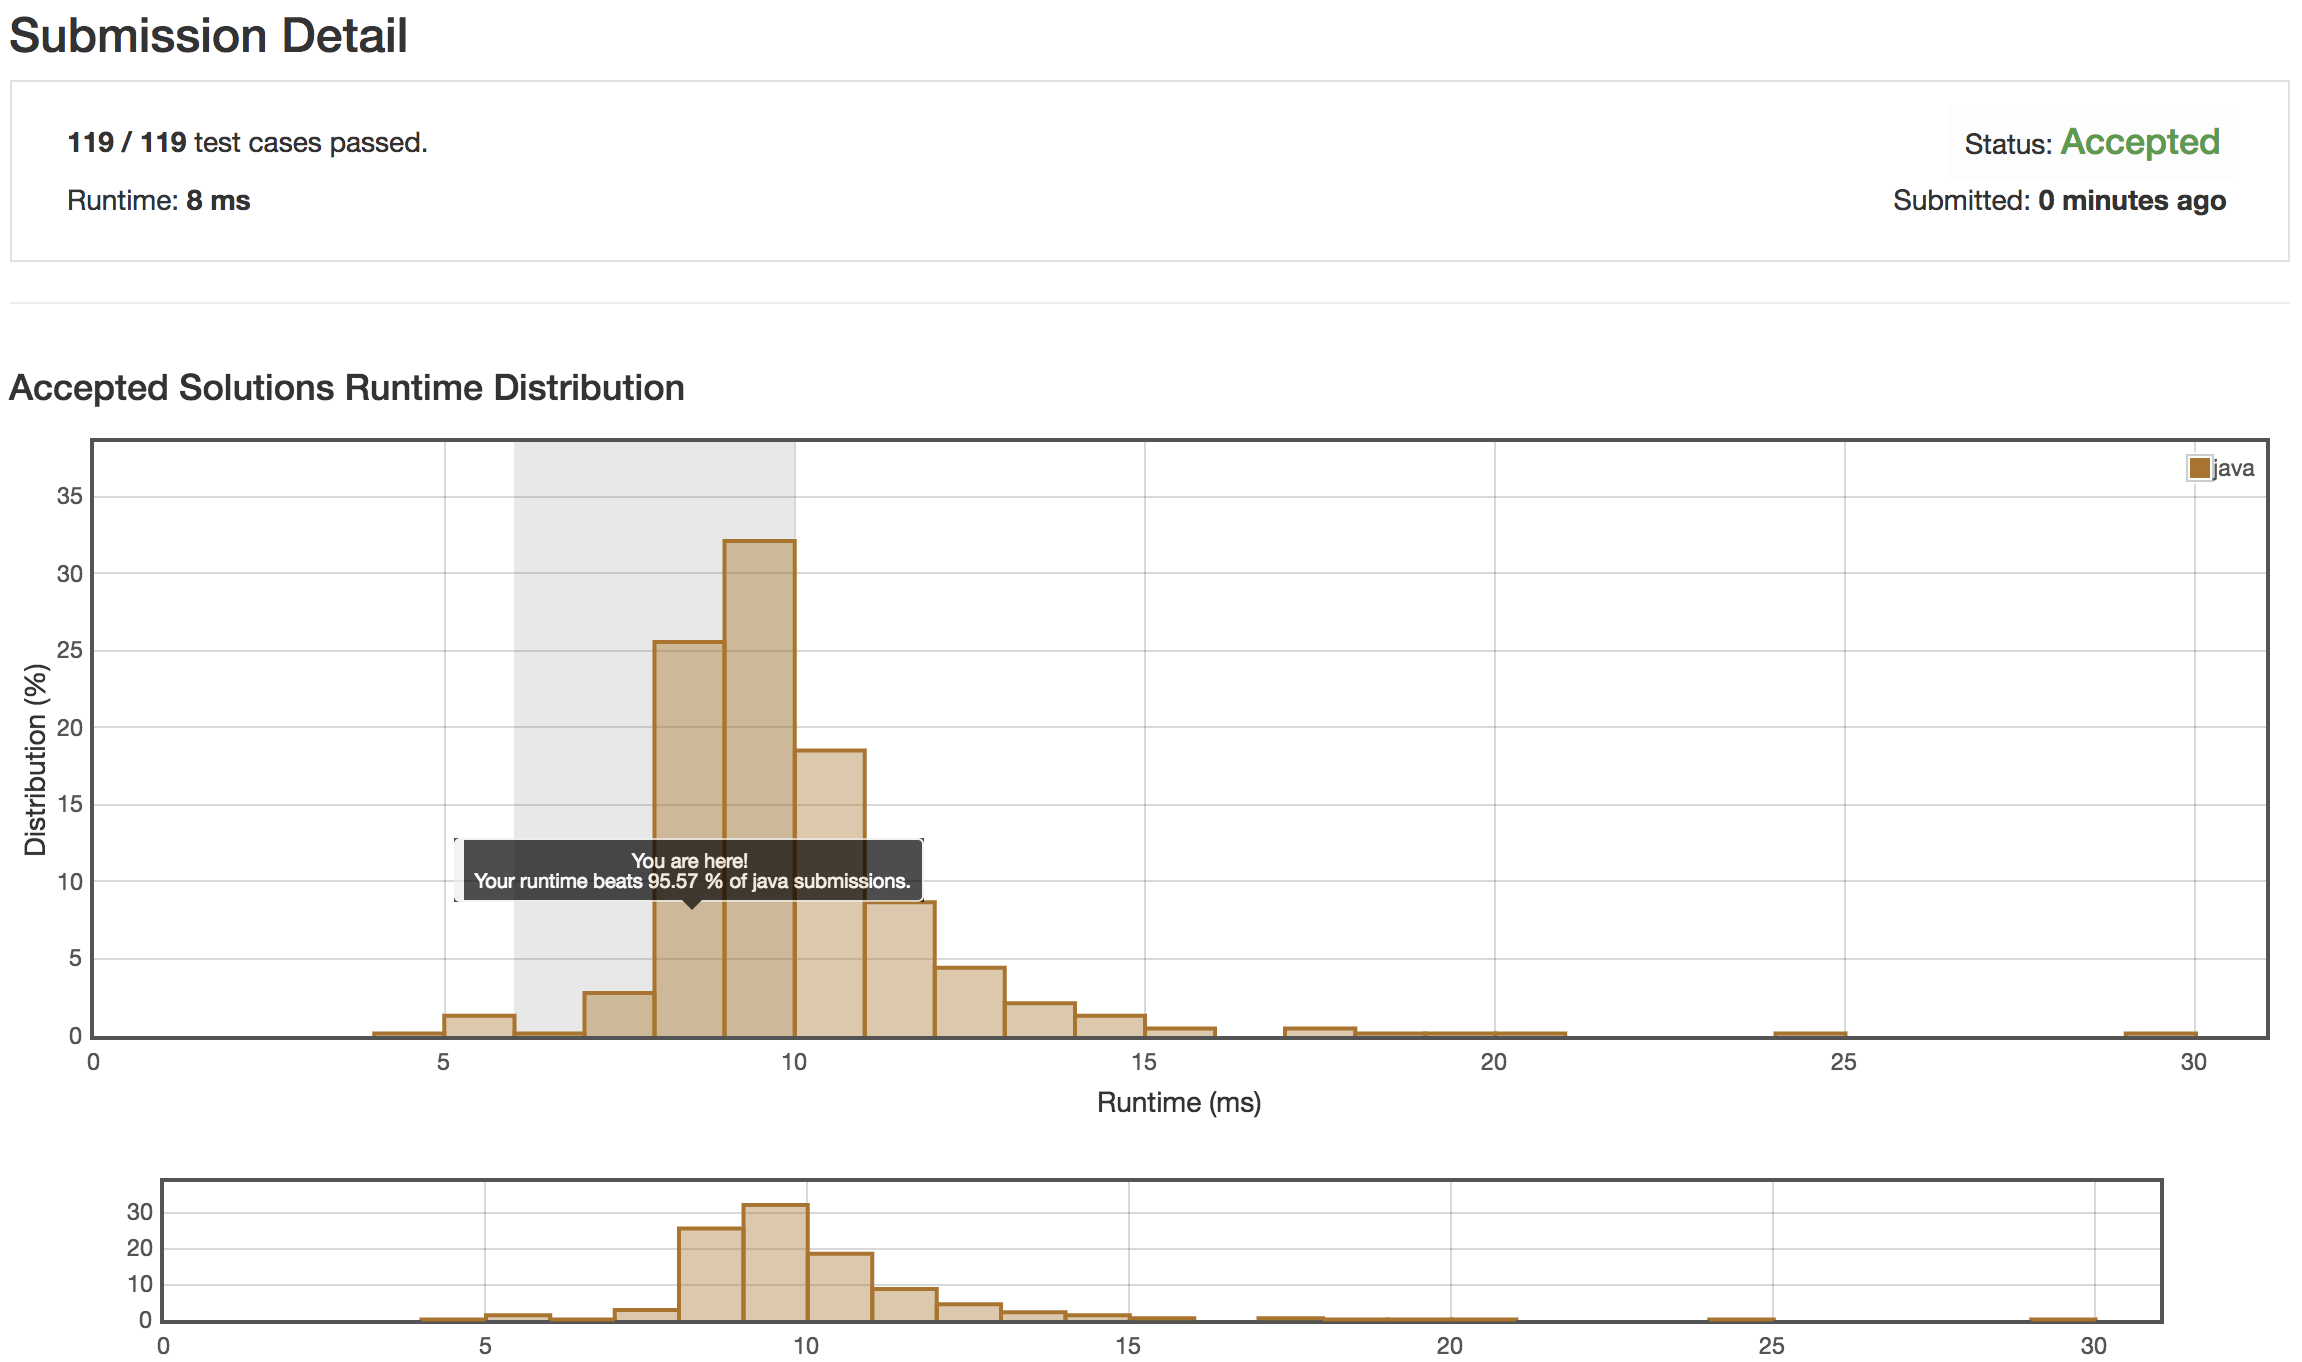 Submission Detail
119 / 119 test cases passed.
Status: Accepted
Runtime: 8 ms
Submitted: 0 minutes ago
Accepted Solutions Runtime Distribution
java
35
30
25
20
15
10
5
0
Distribution (%)
You are here!
Your runtime beats 95.57 % of java submissions.
0 5 10 15 20 25 30
Runtime (ms)
30
20
10
0
0 5 10 15 20 25 30